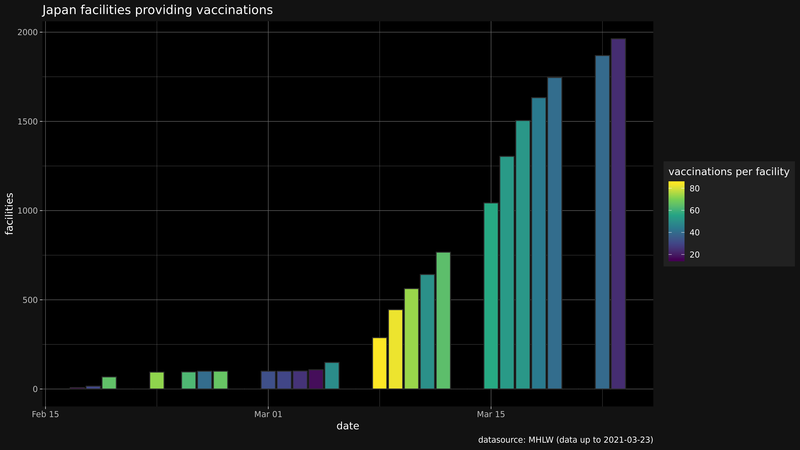 Japan facilities providing vaccinations
2000
1500
1000
500
0
facilities
Feb 15
Mar 01
Mar 15
date
vaccinations per facility
80
60
40
20
datasource: MHLW (data up to 2021-03-23)